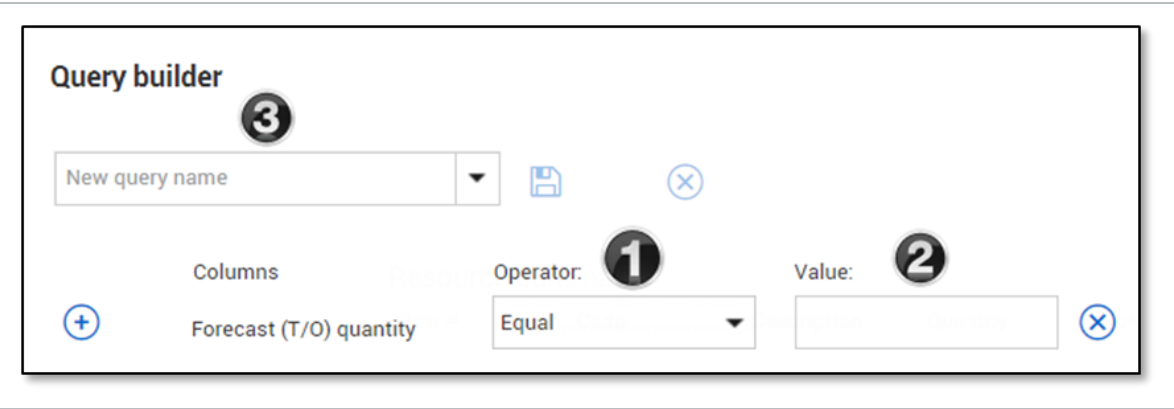 Query builder
3
New query name
Columns Operator: 1 Value: 2
Forecast (T/O) quantity Equal